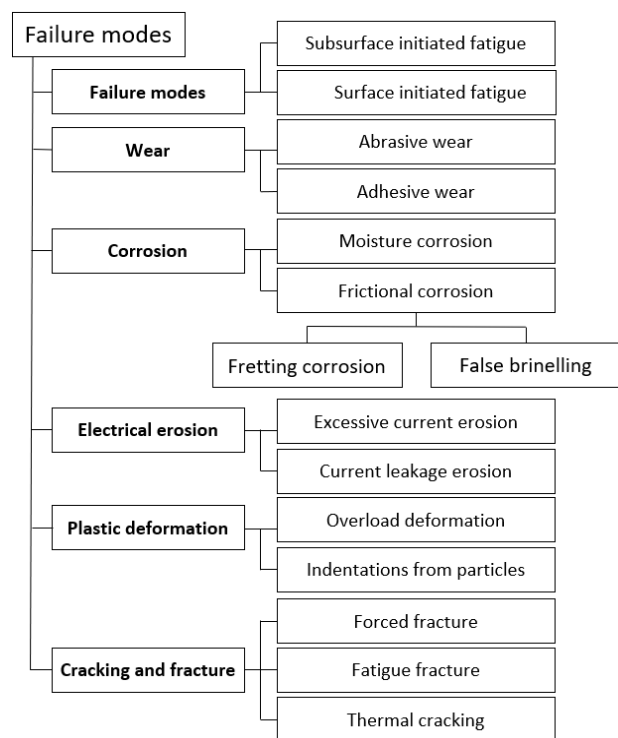 Failure modes
Subsurface initiated fatigue
Failure modes
Surface initiated fatigue
Wear
Abrasive wear
Adhesive wear
Corrosion
Moisture corrosion
Frictional corrosion
Fretting corrosion
False brinelling
Electrical erosion
Excessive current erosion
Current leakage erosion
Plastic deformation
Overload deformation
Indentations from particles
Cracking and fracture
Forced fracture
Fatigue fracture
Thermal cracking